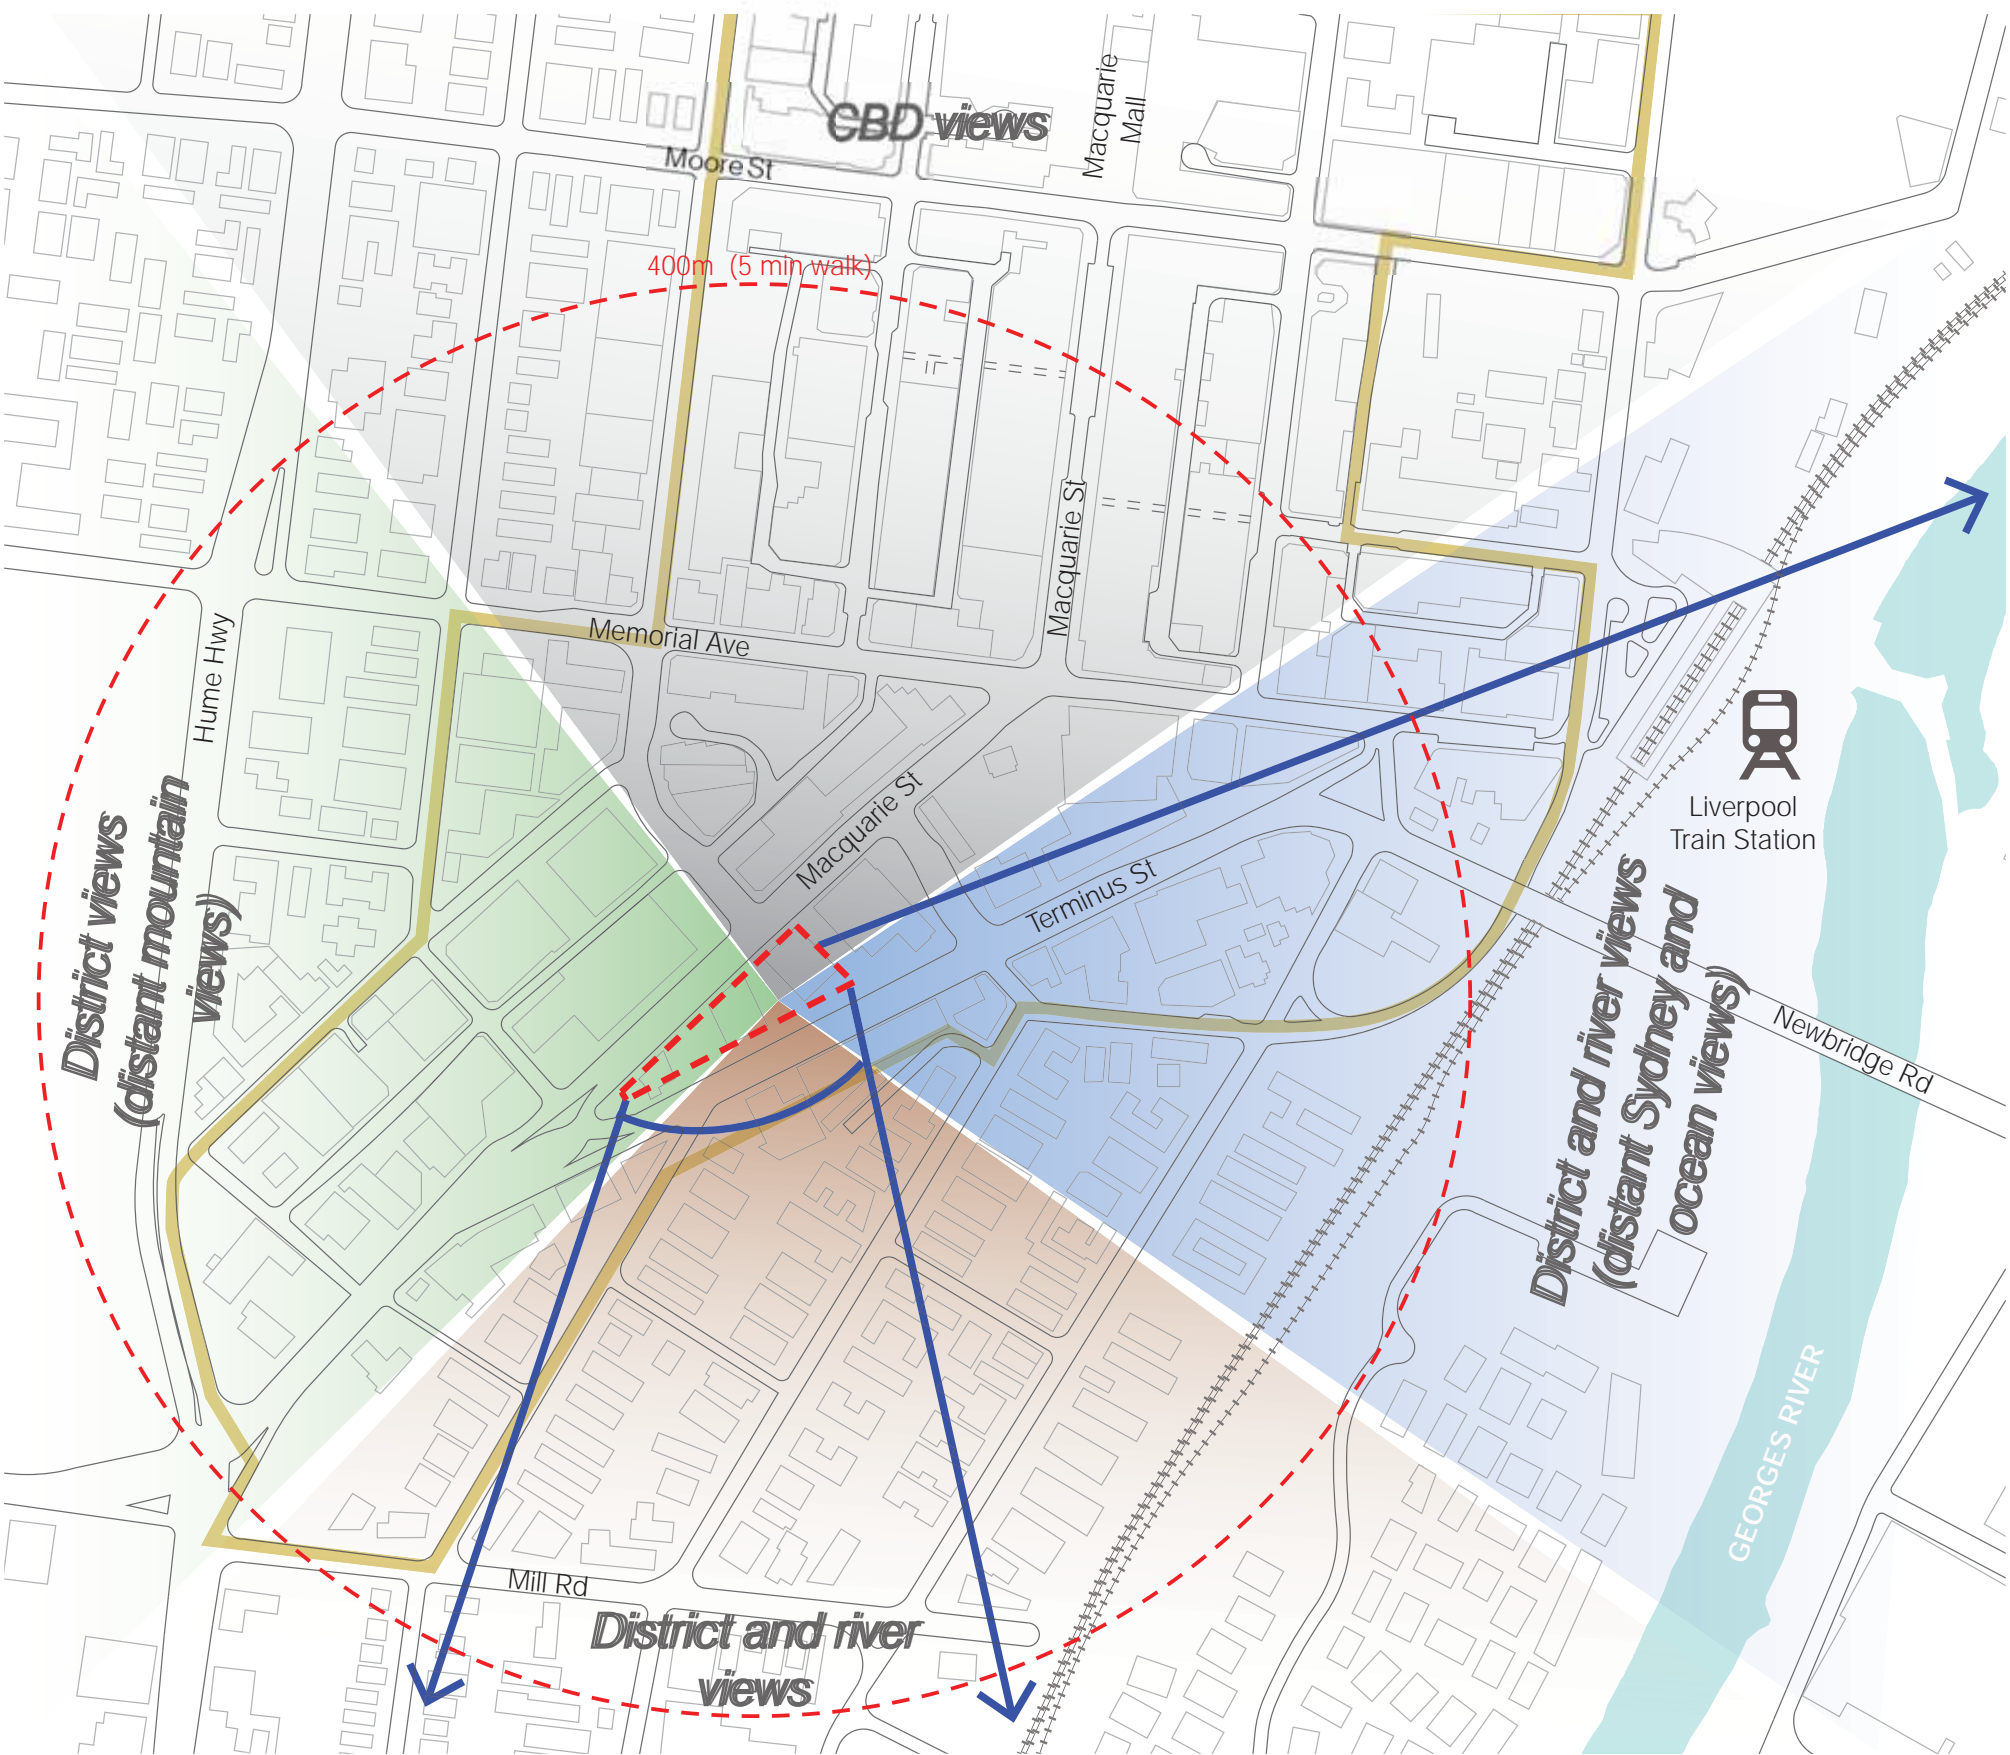 CBD views
Macquarie
Mall
Moore St
400m (5 min walk)
Macquarie St
Memorial Ave
Hume Hwy
Macquarie St
Terminus St
Liverpool
Train Station
District views
(distant mountain
views)
District and river views
(distant Sydney and
ocean views)
Newbridge Rd
GEORGES RIVER
Mill Rd
District and river
views